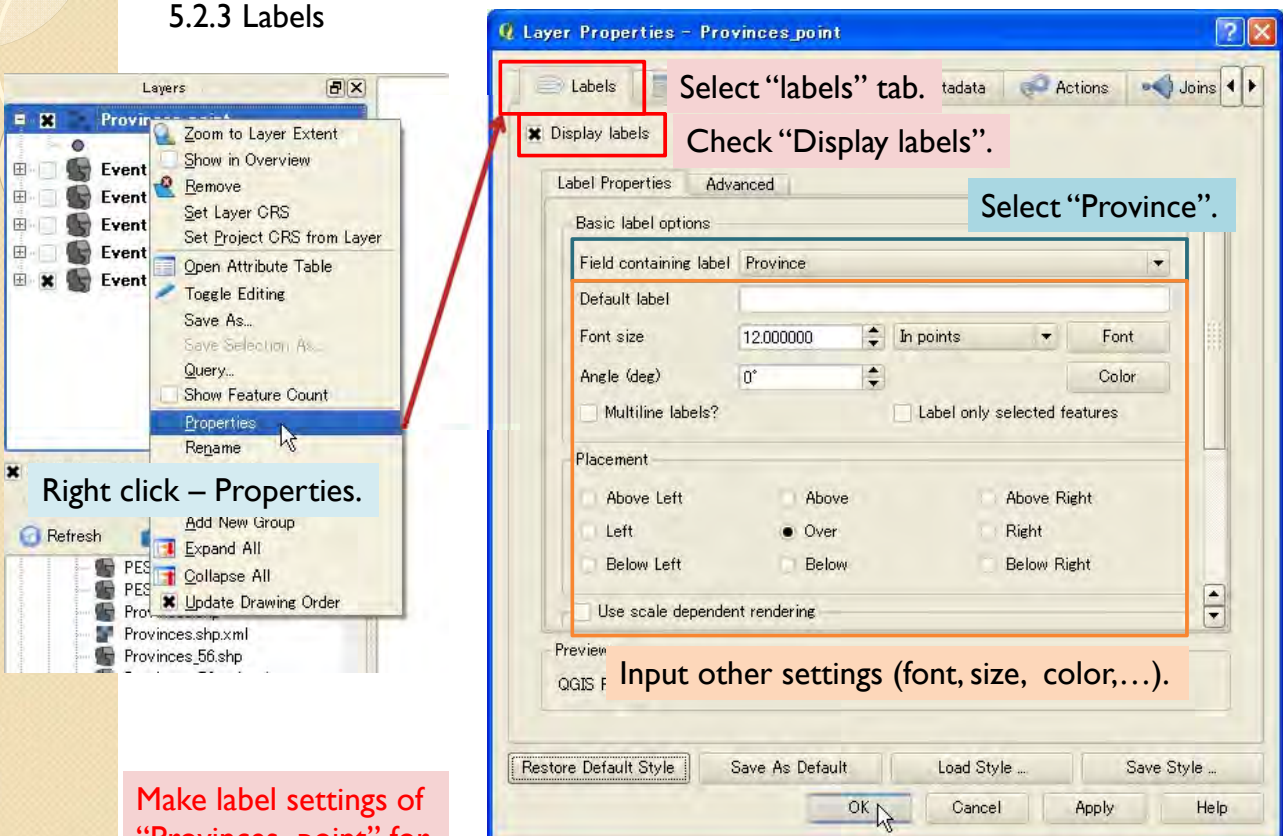 5.2.3 Labels
Layers
Event
Event
Event
Event
Event
Zoom to Layer Extent
Show in Overview
Remove
Set Layer CRS
Set Project CRS from Layer
Open Attribute Table
Toggle Editing
Save As...
Save Selection As...
Query...
Show Feature Count
Properties
Rename
Right click – Properties.
Add New Group
Expand All
Collapse All
Update Drawing Order
Refresh
PES
PES
Provinces.shp.xml
Provinces_56.shp
Make label settings of
“Provinces_point” for
Layer Properties - Provinces_point
Labels
Select “labels” tab.
tadata
Actions
Joins
Display labels
Check “Display labels”.
Label Properties
Advanced
Select “Province”.
Basic label options
Field containing label Province
Default label
Font size 12.000000 In points Font
Angle (deg) 0° Color
Multiline labels? Label only selected features
Placement
Above Left Above Above Right
Left Over Right
Below Left Below Below Right
Use scale dependent rendering
Preview
QGIS
Input other settings (font, size, color,…).
Restore Default Style Save As Default Load Style ... Save Style ...
OK Cancel Apply Help